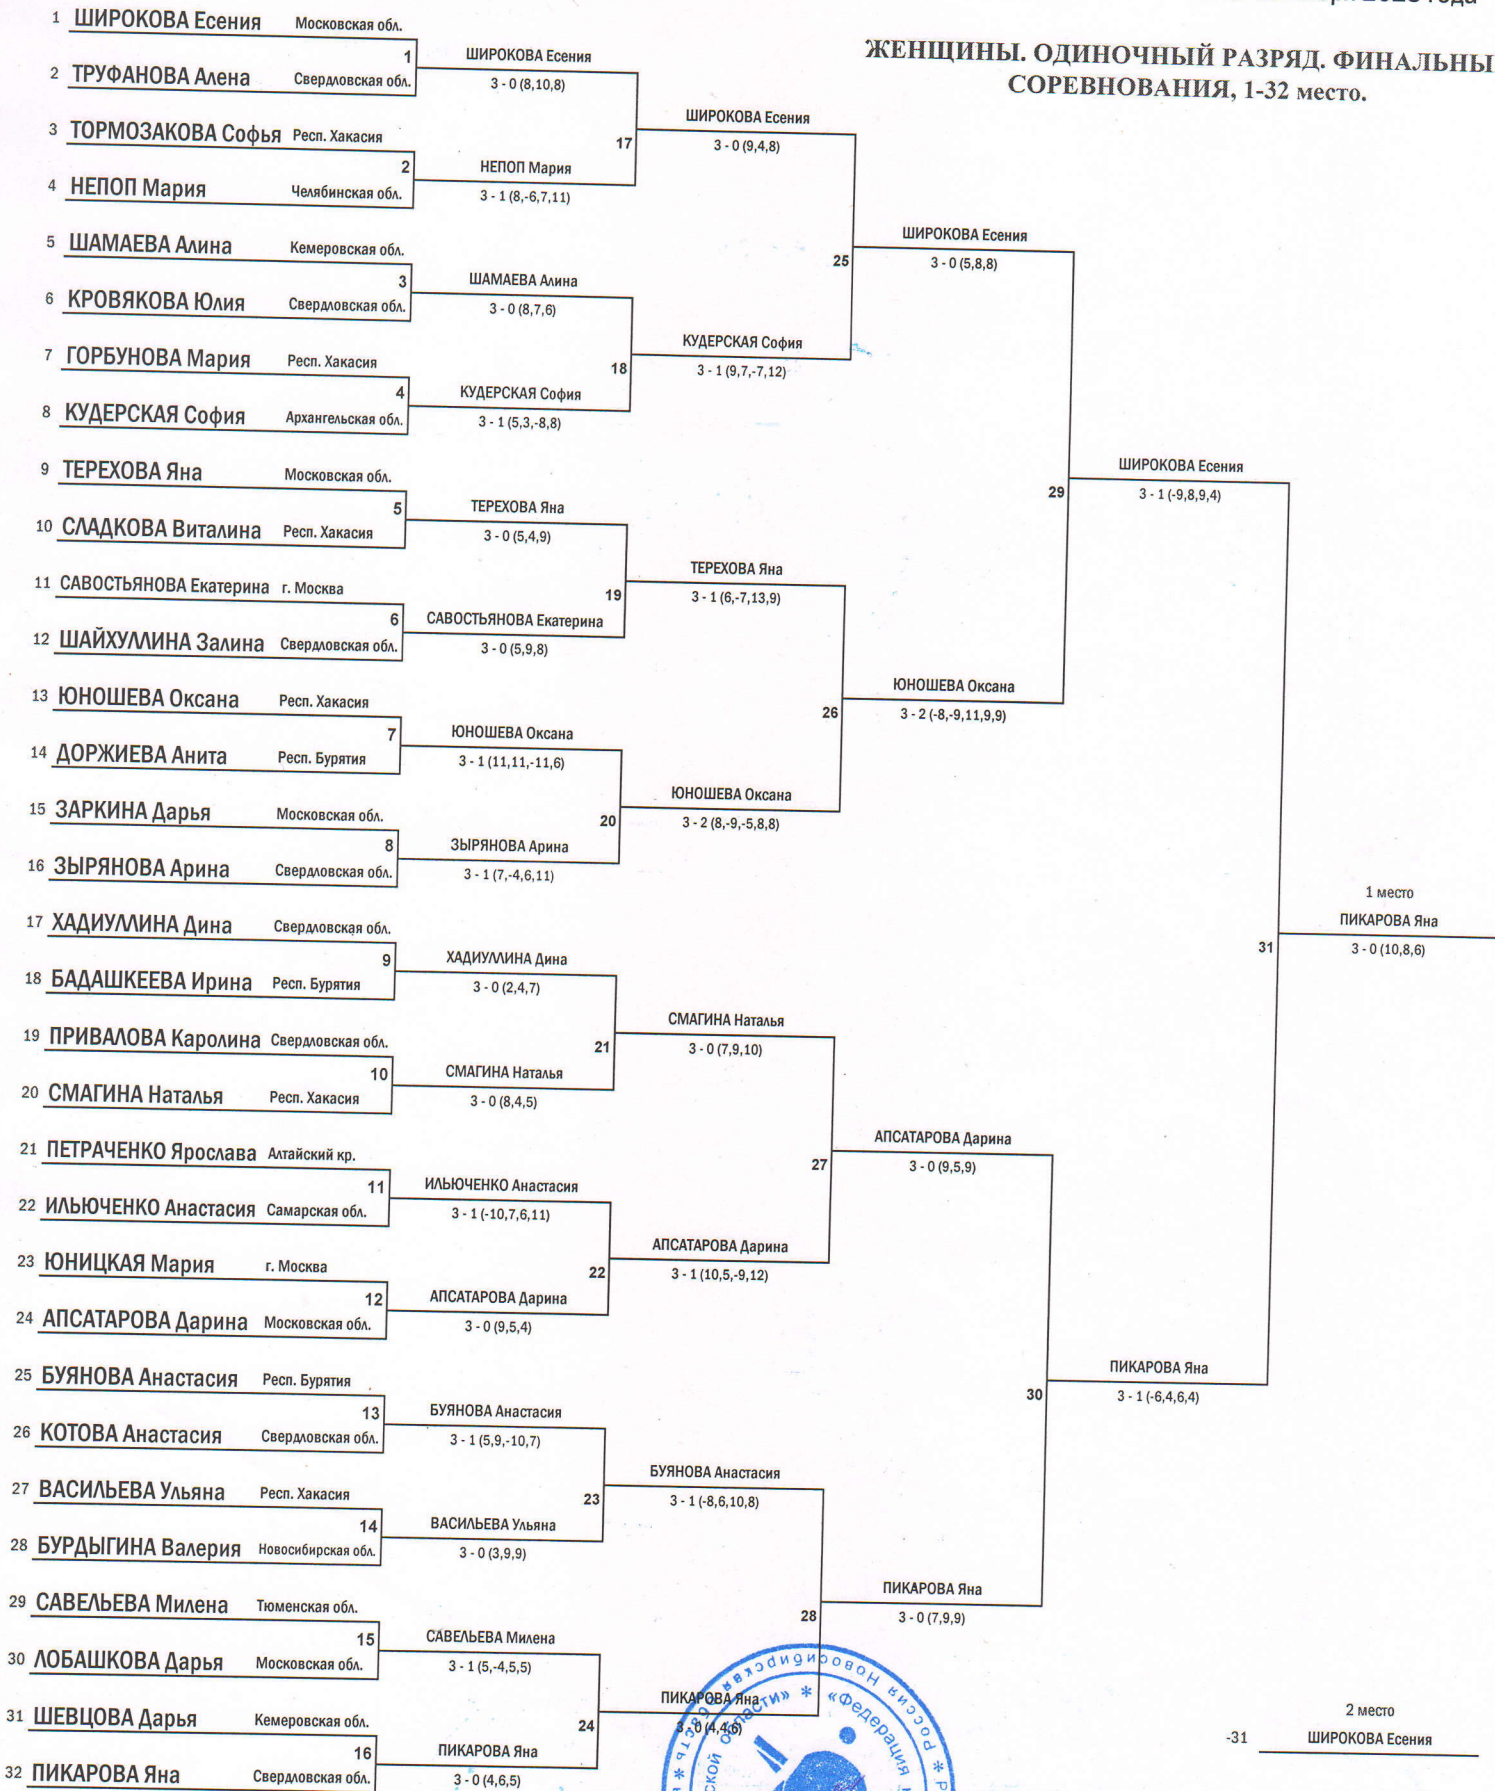 2023 года
ЖЕНЩИНЫ. ОДИНОЧНЫЙ РАЗРЯД. ФИНАЛЬНЫ
СОРЕВНОВАНИЯ, 1-32 место.
1 ШИРОКОВА Есения Московская обл.
1
2 ТРУФАНОВА Алена Свердловская обл.
ШИРОКОВА Есения
3 - 0 (8,10,8)
3 ТОРМОЗАКОВА Софья Респ. Хакасия
2
4 НЕПОП Мария Челябинская обл.
НЕПОП Мария
3 - 1 (8,-6,7,11)
17
ШИРОКОВА Есения
3 - 0 (9,4,8)
5 ШАМАЕВА Алина Кемеровская обл.
3
6 КРОВЯКОВА Юлия Свердловская обл.
ШАМАЕВА Алина
3 - 0 (8,7,6)
7 ГОРБУНОВА Мария Респ. Хакасия
4
8 КУДЕРСКАЯ София Архангельская обл.
КУДЕРСКАЯ София
3 - 1 (5,3,-8,8)
18
КУДЕРСКАЯ София
3 - 1 (9,7,-7,12)
25
ШИРОКОВА Есения
3 - 0 (5,8,8)
9 ТЕРЕХОВА Яна Московская обл.
5
10 СЛАДКОВА Виталина Респ. Хакасия
ТЕРЕХОВА Яна
3 - 0 (5,4,9)
11 САВОСТЬЯНОВА Екатерина г. Москва
6
12 ШАЙХУЛЛИНА Залина Свердловская обл.
САВОСТЬЯНОВА Екатерина
3 - 0 (5,9,8)
19
ТЕРЕХОВА Яна
3 - 1 (6,-7,13,9)
13 ЮНОШЕВА Оксана Респ. Хакасия
7
14 ДОРЖИЕВА Анита Респ. Бурятия
ЮНОШЕВА Оксана
3 - 1 (11,11,-11,6)
15 ЗАРКИНА Дарья Московская обл.
8
16 ЗЫРЯНОВА Арина Свердловская обл.
ЗЫРЯНОВА Арина
3 - 1 (7,-4,6,11)
20
ЮНОШЕВА Оксана
3 - 2 (8,-9,-5,8,8)
26
ЮНОШЕВА Оксана
3 - 2 (-8,-9,11,9,9)
29
ШИРОКОВА Есения
3 - 1 (-9,8,9,4)
17 ХАДИУЛЛИНА Дина Свердловская обл.
9
18 БАДАШКЕЕВА Ирина Респ. Бурятия
ХАДИУЛЛИНА Дина
3 - 0 (2,4,7)
19 ПРИВАЛОВА Каролина Свердловская обл.
10
20 СМАГИНА Наталья Респ. Хакасия
СМАГИНА Наталья
3 - 0 (8,4,5)
21
СМАГИНА Наталья
3 - 0 (7,9,10)
21 ПЕТРАЧЕНКО Ярослава Алтайский кр.
11
22 ИЛЬЮЧЕНКО Анастасия Самарская обл.
ИЛЬЮЧЕНКО Анастасия
3 - 1 (-10,7,6,11)
23 ЮНИЦКАЯ Мария г. Москва
12
24 АПСАТАРОВА Дарина Московская обл.
АПСАТАРОВА Дарина
3 - 0 (9,5,4)
22
АПСАТАРОВА Дарина
3 - 1 (10,5,-9,12)
27
АПСАТАРОВА Дарина
3 - 0 (9,5,9)
25 БУЯНОВА Анастасия Респ. Бурятия
13
26 КОТОВА Анастасия Свердловская обл.
БУЯНОВА Анастасия
3 - 1 (5,9,-10,7)
27 ВАСИЛЬЕВА Ульяна Респ. Хакасия
14
28 БУРДЫГИНА Валерия Новосибирская обл.
ВАСИЛЬЕВА Ульяна
3 - 0 (3,9,9)
23
БУЯНОВА Анастасия
3 - 1 (-8,6,10,8)
29 САВЕЛЬЕВА Милена Тюменская обл.
15
30 ЛОБАШКОВА Дарья Московская обл.
САВЕЛЬЕВА Милена
3 - 1 (5,-4,5,5)
31 ШЕВЦОВА Дарья Кемеровская обл.
16
32 ПИКАРОВА Яна Свердловская обл.
ПИКАРОВА Яна
3 - 0 (4,6,5)
24
ПИКАРОВА Яна
3 - 0 (4,4,6)
28
ПИКАРОВА Яна
3 - 0 (7,9,9)
30
ПИКАРОВА Яна
3 - 1 (-6,4,6,4)
31
1 место
ПИКАРОВА Яна
3 - 0 (10,8,6)
2 место
-31 ШИРОКОВА Есения
Россия Новосибирская область
«Федерация
ской области»